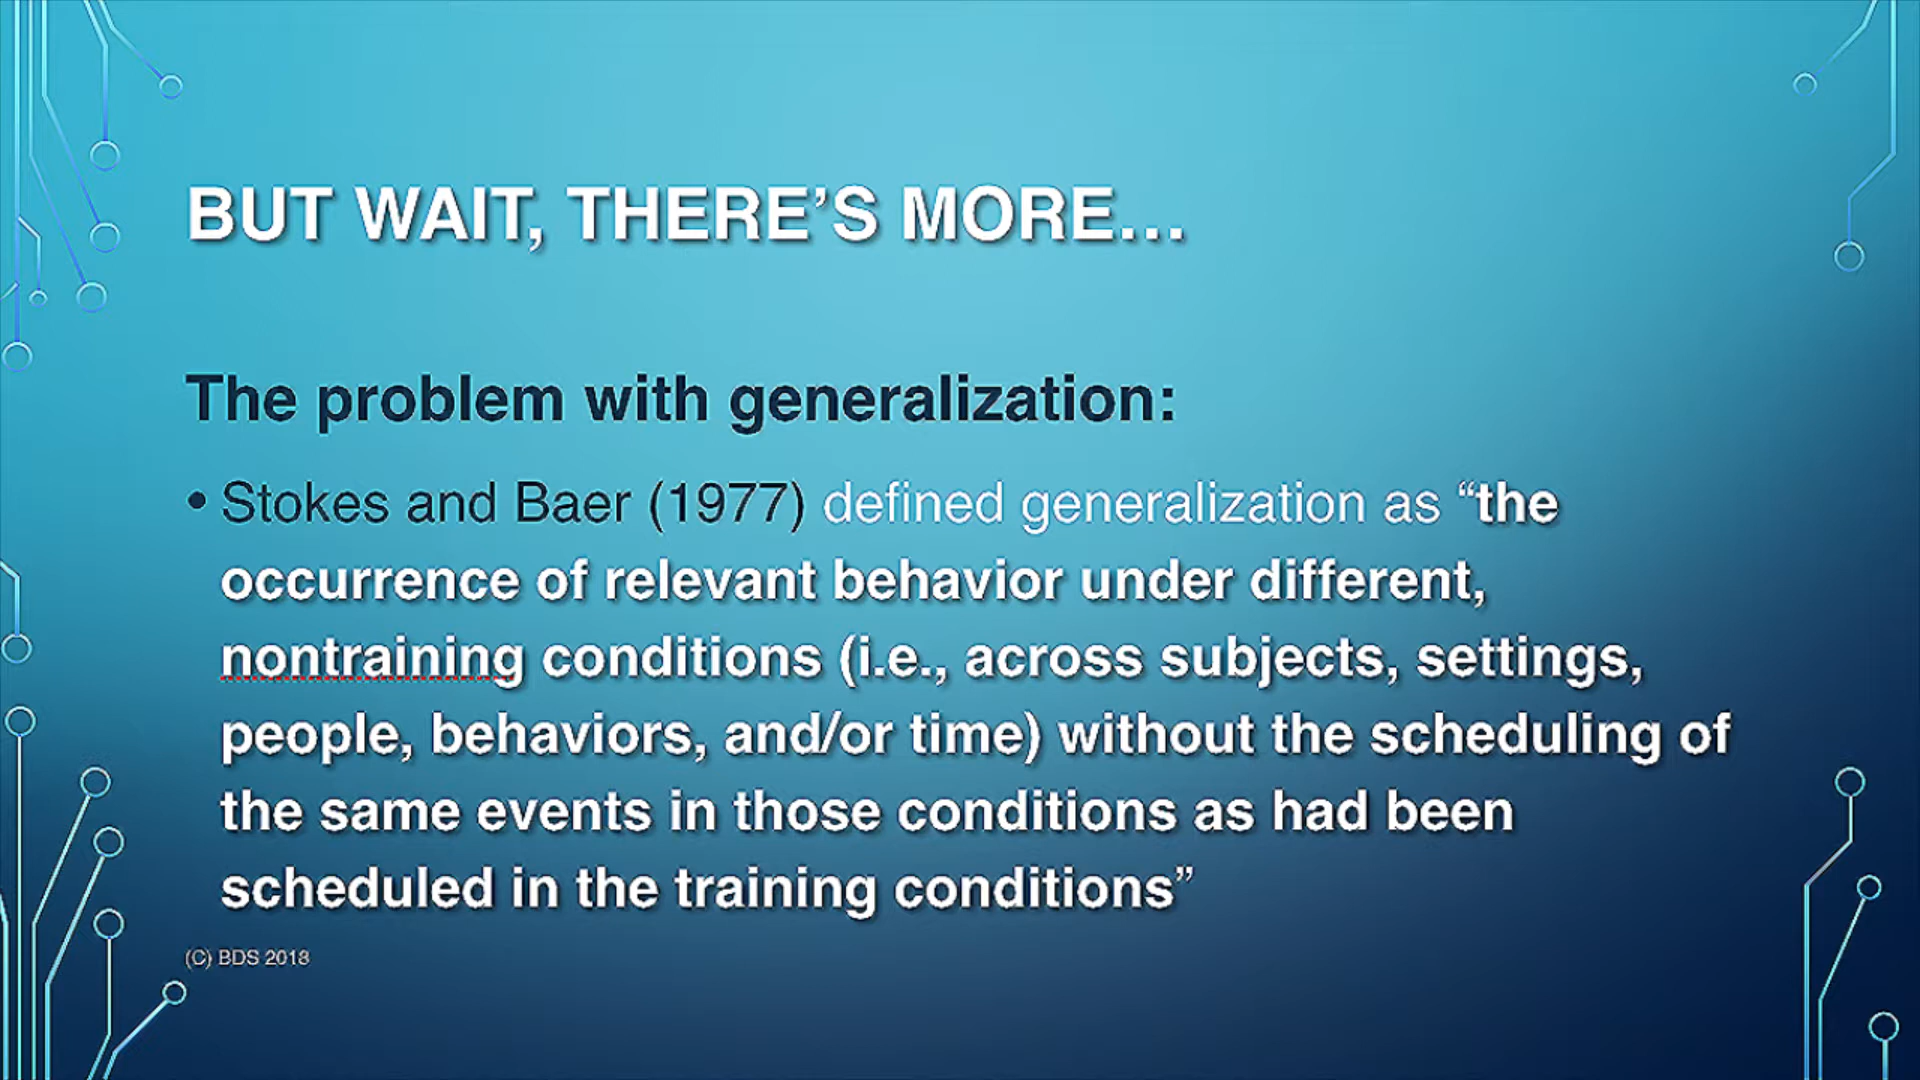 BUT WAIT, THERE’S MORE…
The problem with generalization:
• Stokes and Baer (1977) defined generalization as “the
occurrence of relevant behavior under different,
nontraining conditions (i.e., across subjects, settings,
people, behaviors, and/or time) without the scheduling of
the same events in those conditions as had been
scheduled in the training conditions”
(C) BDS 2018